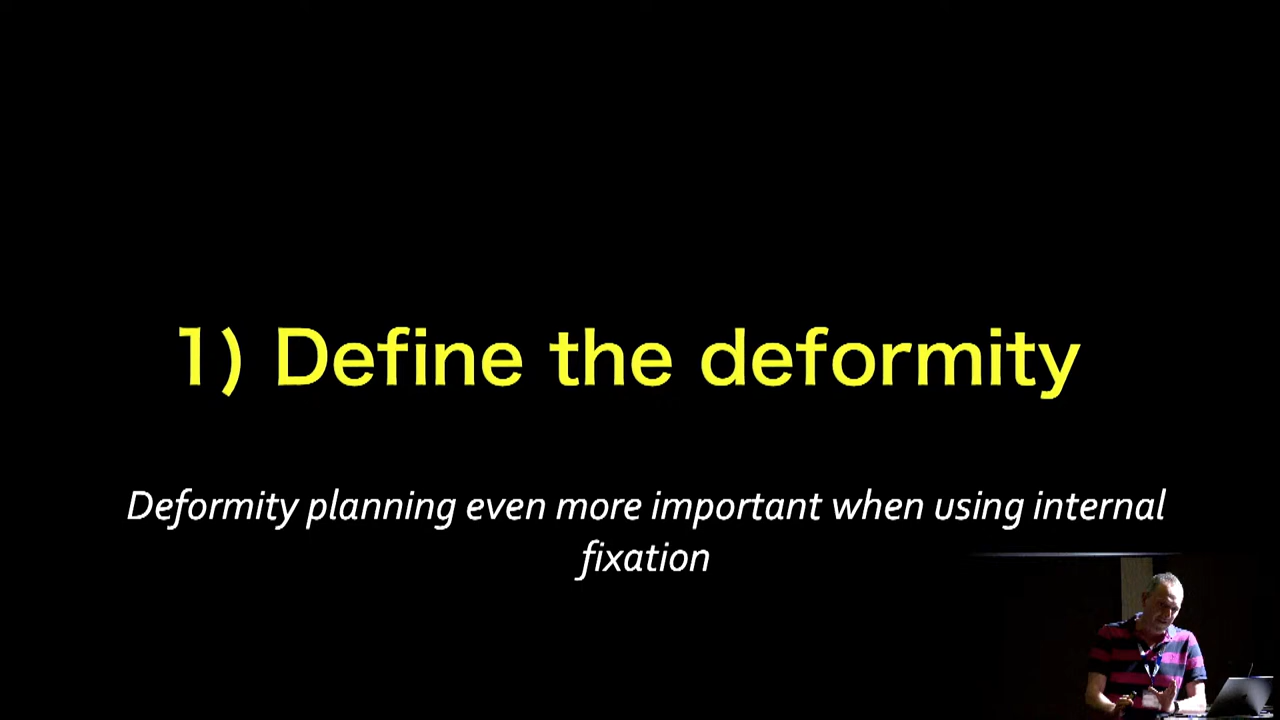 1) Define the deformity
Deformity planning even more important when using internal
fixation